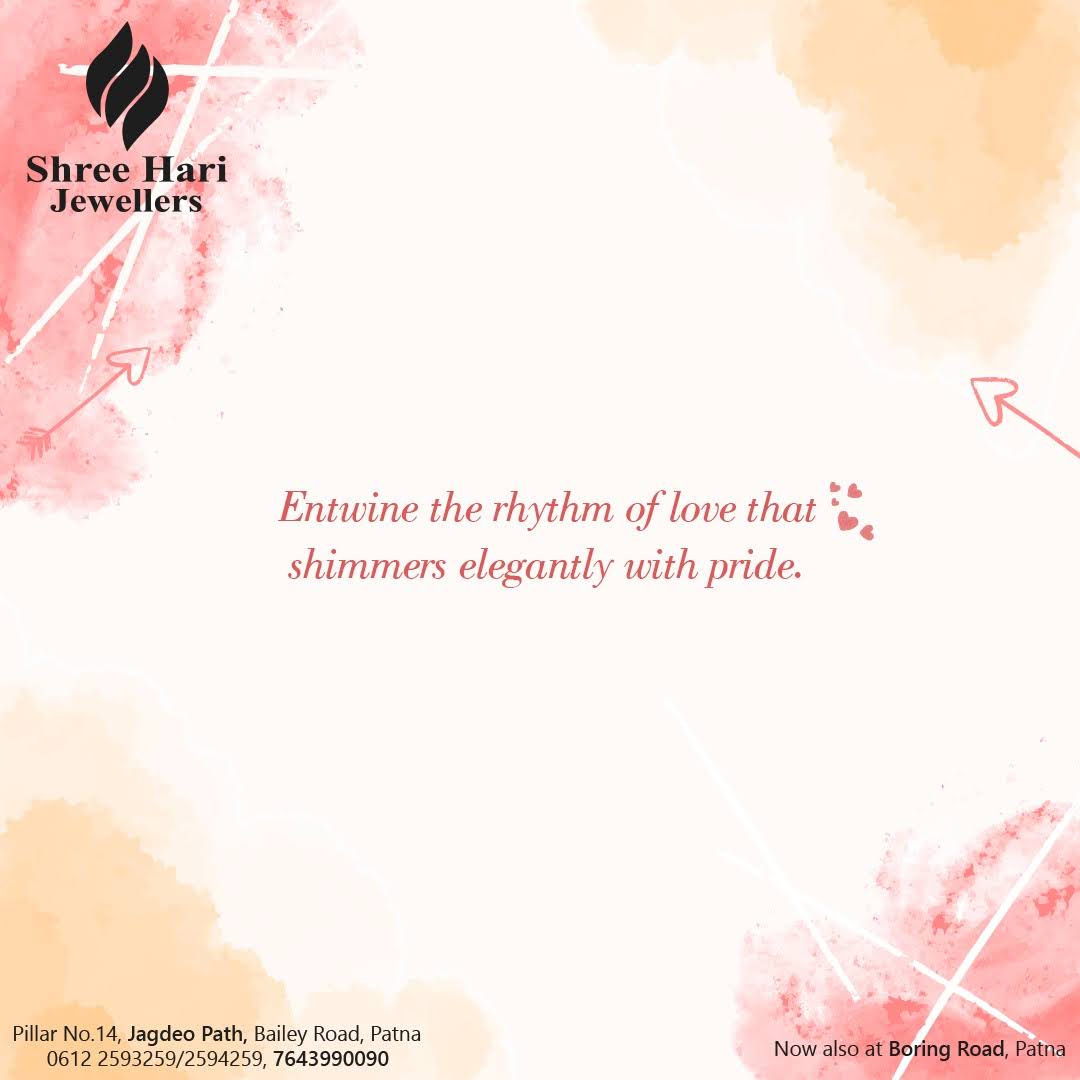 Shree Hari
Jewellers
Entwine the rhythm of love that
shimmers elegantly with pride.
Pillar No.14, Jagdeo Path, Bailey Road, Patna
0612 2593259/2594259, 7643990090
Now also at Boring Road, Patna